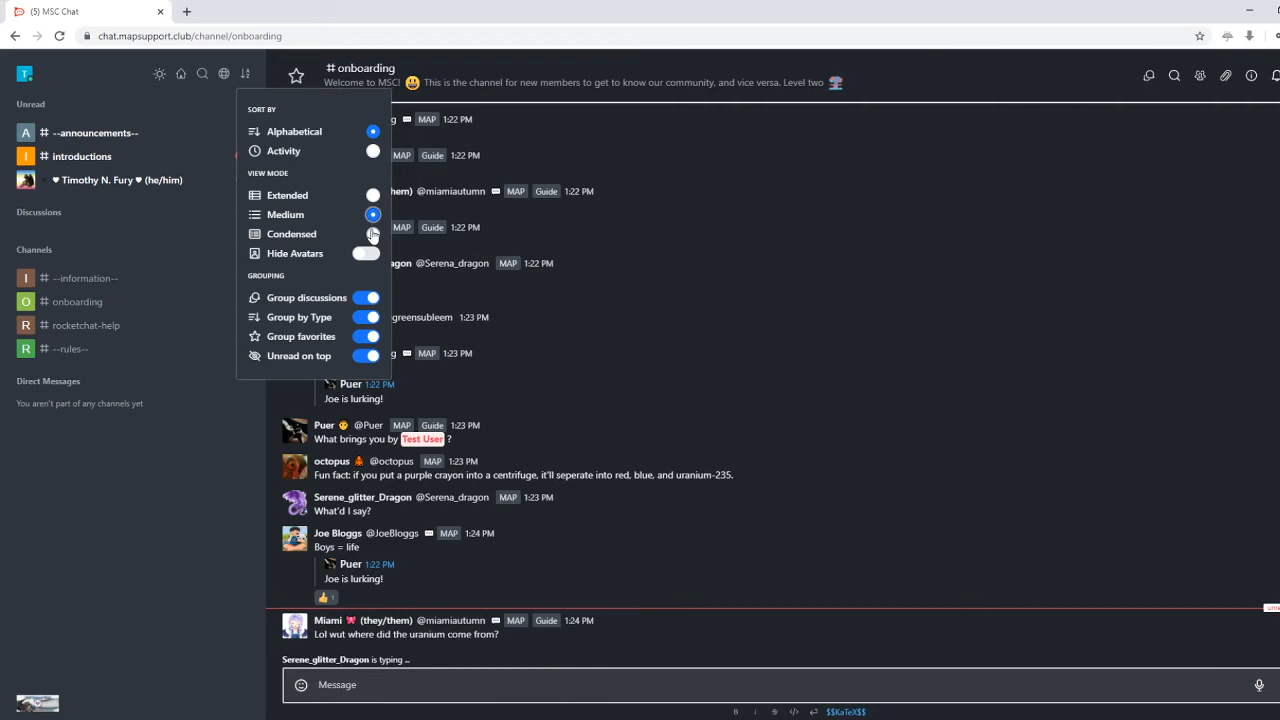 (5) MSC Chat
chat.mapsupport.club/channel/onboarding
T
# onboarding
Welcome to MSC! This is the channel for new members to get to know our community, and vice versa. Level two
Unread
A # --announcements--
I # introductions
♥ Timothy N. Fury ♥ (he/him)
Discussions
Channels
I # --information--
O # onboarding
R # rocketchat-help
R # --rules--
Direct Messages
You aren't part of any channels yet
SORT BY
Alphabetical
Activity
VIEW MODE
Extended
Medium
Condensed
Hide Avatars
GROUPING
Group discussions
Group by Type
Group favorites
Unread on top
MAP 1:22 PM
MAP Guide 1:22 PM
hem) @miamiautumn MAP Guide 1:22 PM
MAP Guide 1:22 PM
agon @Serena_dragon MAP 1:22 PM
greensubleem 1:23 PM
MAP 1:23 PM
Puer 1:22 PM
Joe is lurking!
Puer @Puer MAP Guide 1:23 PM
What brings you by Test User ?
octopus @octopus MAP 1:23 PM
Fun fact: if you put a purple crayon into a centrifuge, it'll seperate into red, blue, and uranium-235.
Serene_glitter_Dragon @Serena_dragon MAP 1:23 PM
What'd I say?
Joe Bloggs @JoeBloggs MAP 1:24 PM
Boys = life
Puer 1:22 PM
Joe is lurking!
1
Miami (they/them) @miamiautumn MAP Guide 1:24 PM
Lol wut where did the uranium come from?
Serene_glitter_Dragon is typing ...
Message
B i S </> $$KaTeX$$